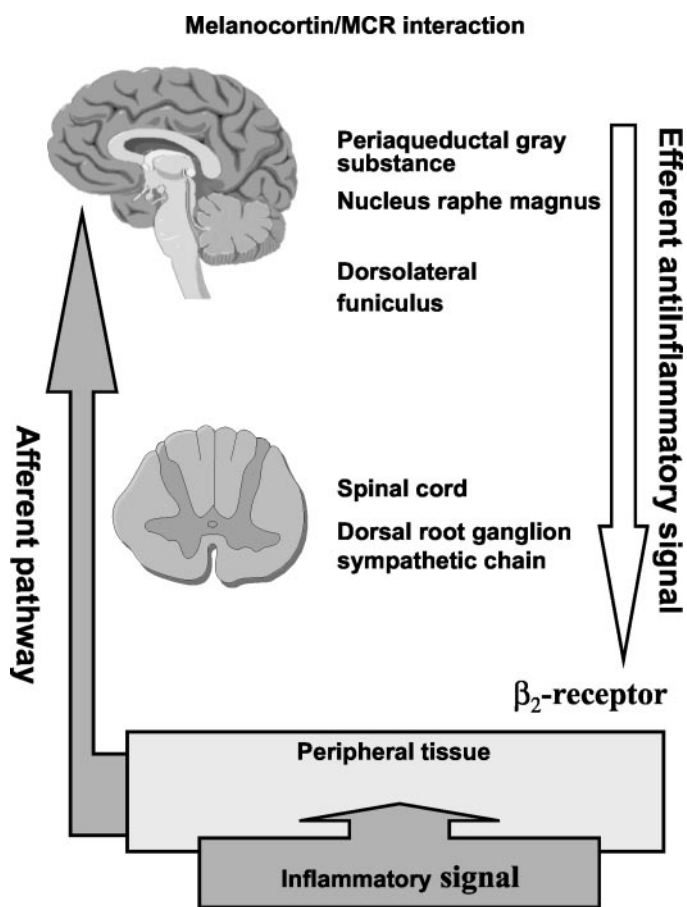 Melanocortin/MCR interaction
Periaqueductal gray
substance
Nucleus raphe magnus
Dorsolateral
funiculus
Efferent antiinflammatory signal
Afferent pathway
Spinal cord
Dorsal root ganglion
sympathetic chain
β₂-receptor
Peripheral tissue
Inflammatory signal